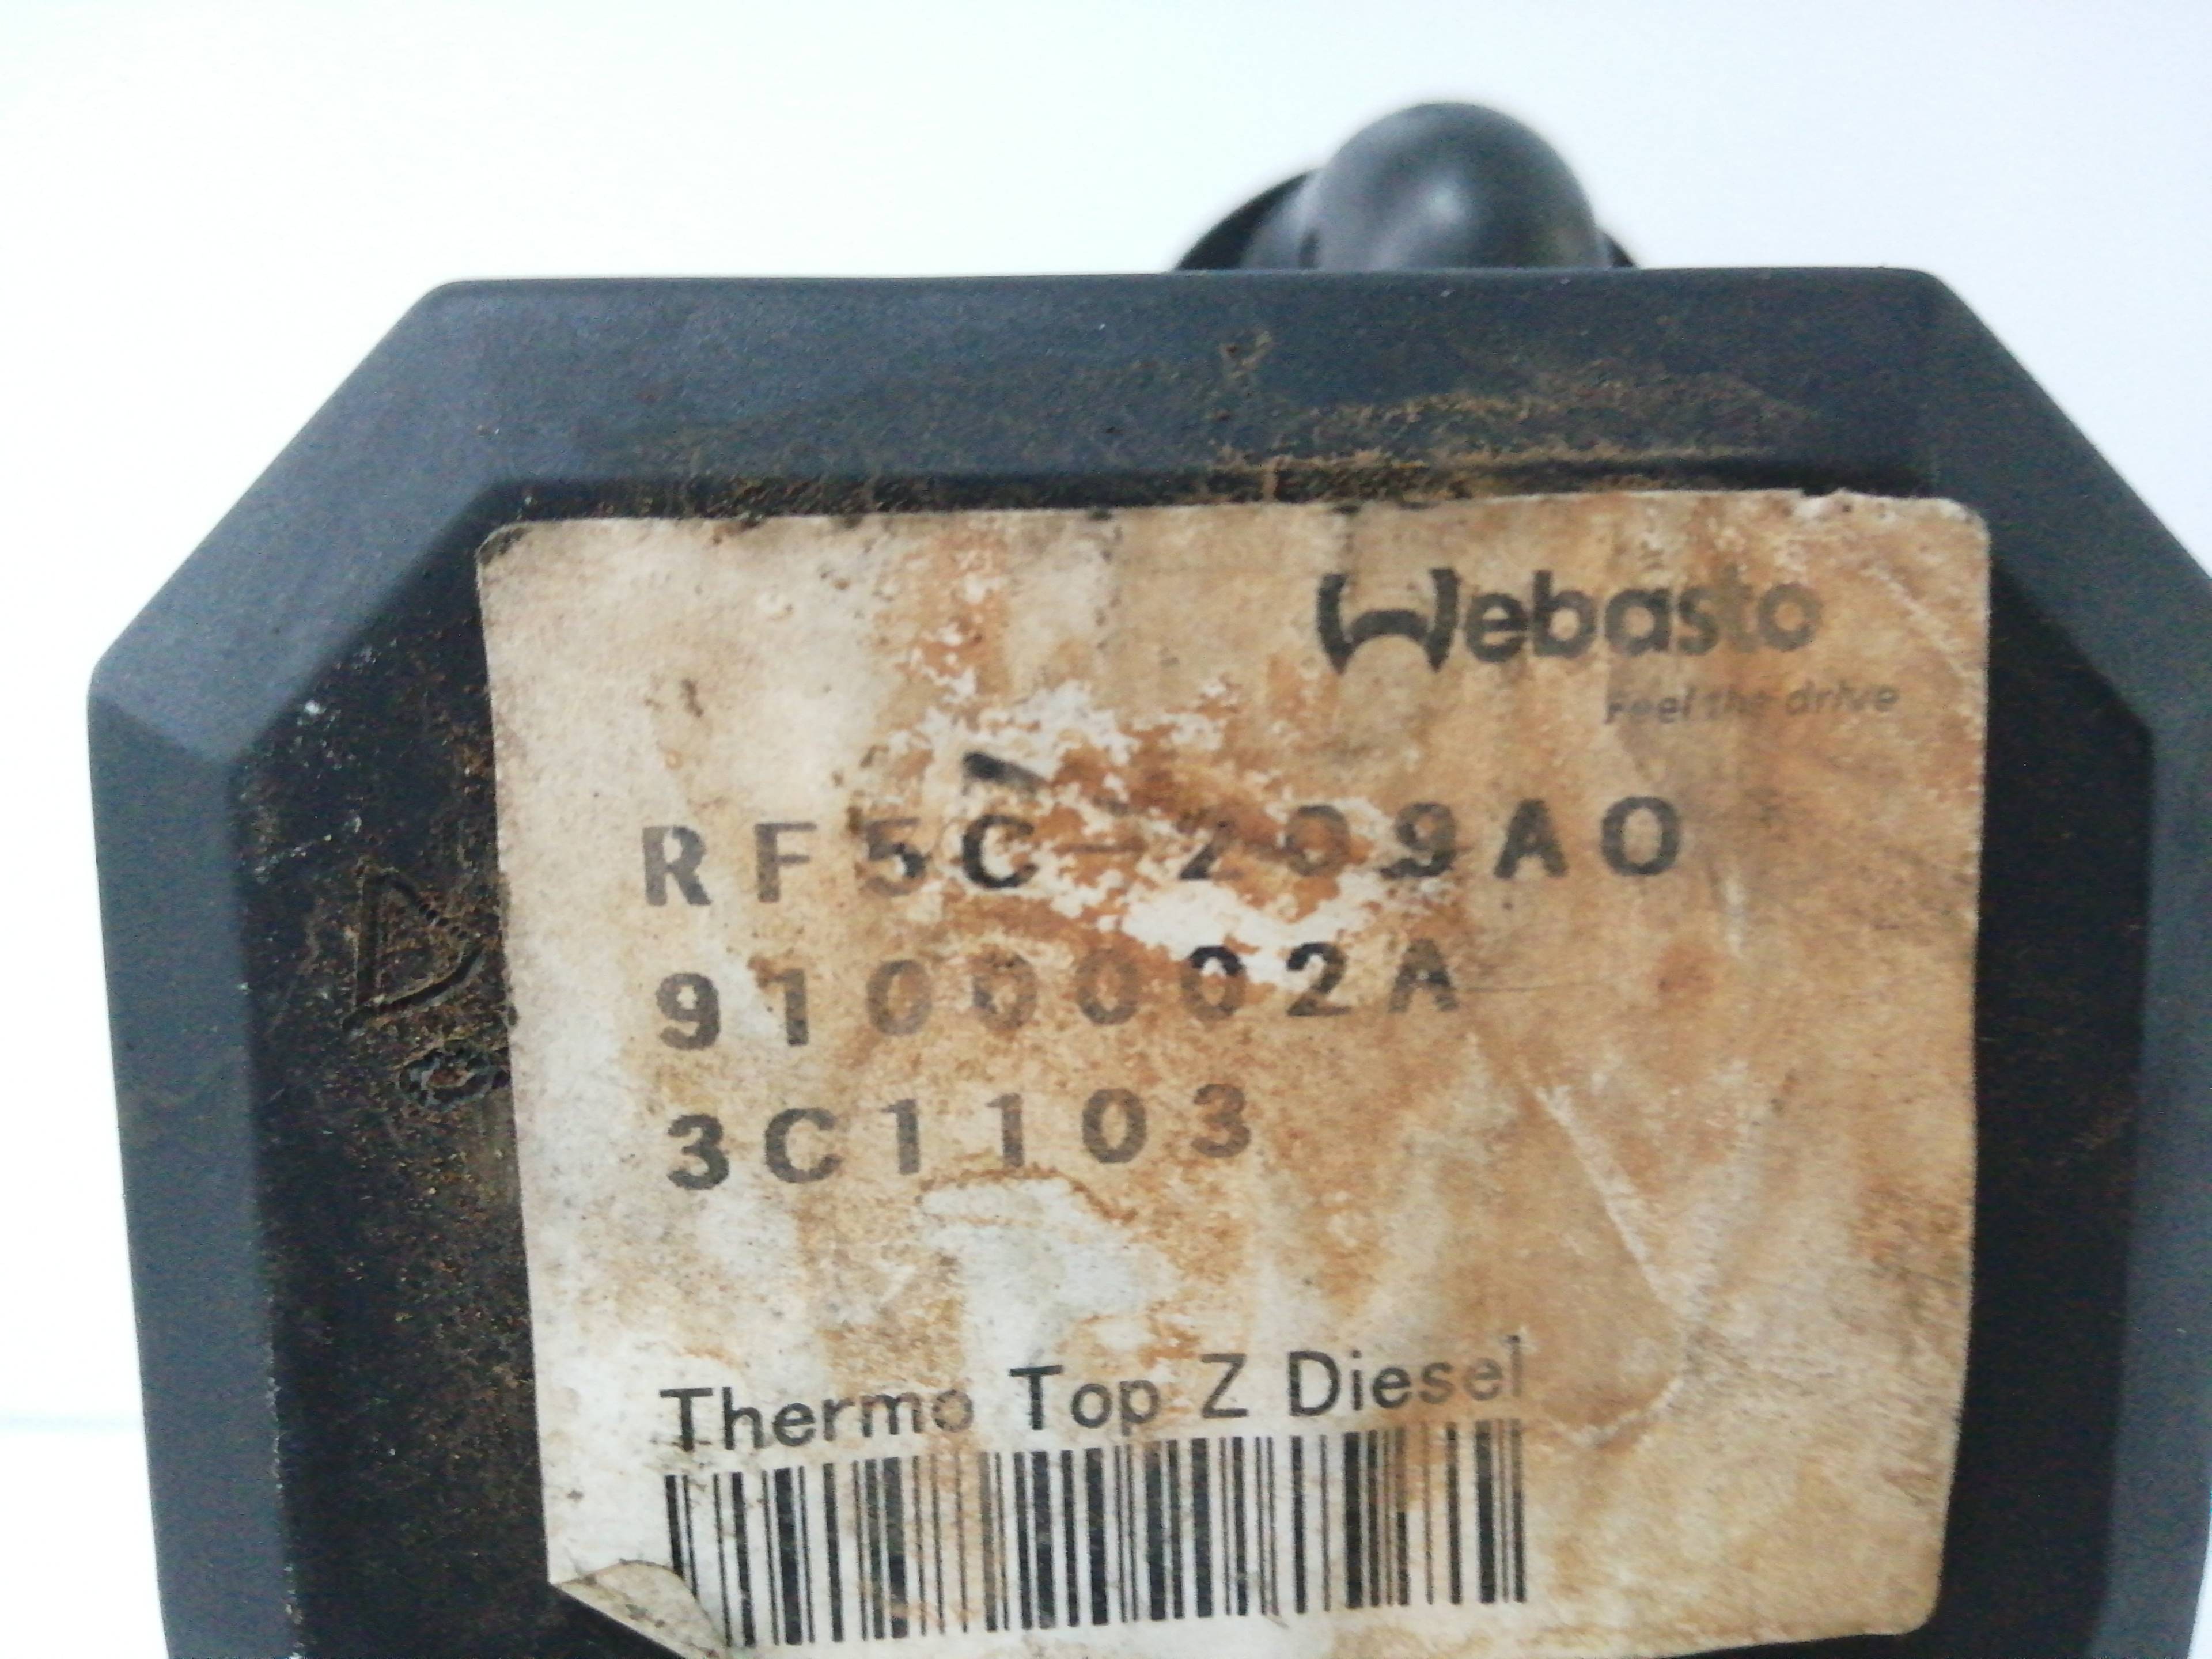 Webasto
Feel the drive
RF5C-209A0
9100002A
3C1103
Thermo Top Z Diesel